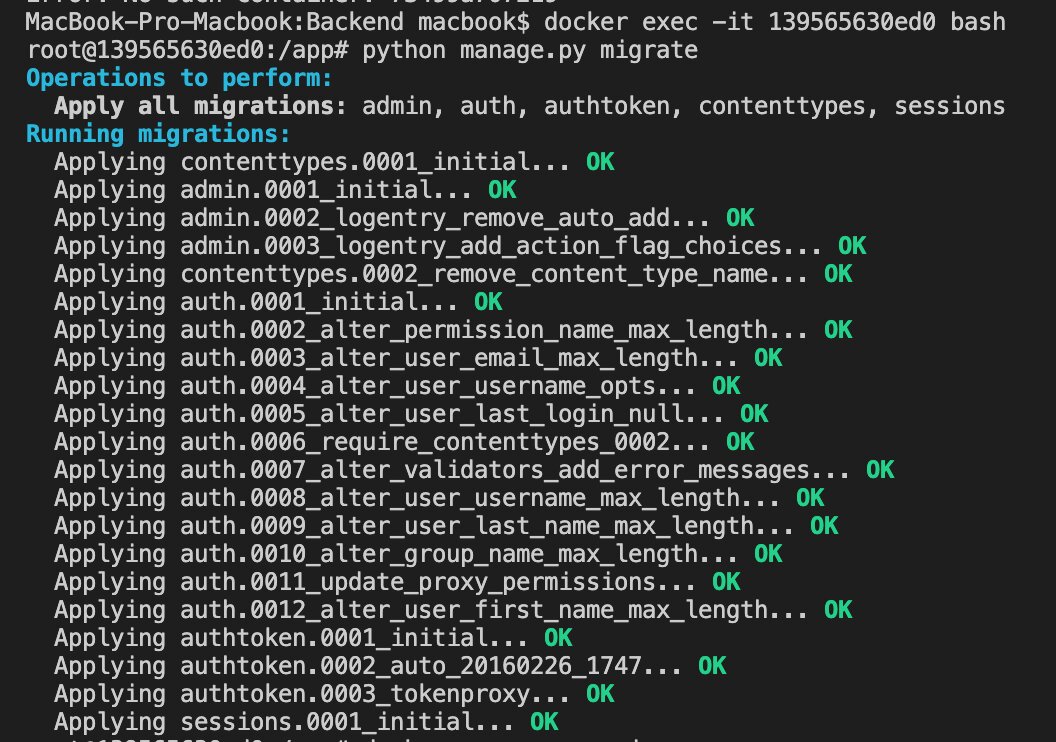 MacBook-Pro-Macbook:Backend macbook$ docker exec -it 139565630ed0 bash
root@139565630ed0:/app# python manage.py migrate
Operations to perform:
  Apply all migrations: admin, auth, authtoken, contenttypes, sessions
Running migrations:
  Applying contenttypes.0001_initial... OK
  Applying admin.0001_initial... OK
  Applying admin.0002_logentry_remove_auto_add... OK
  Applying admin.0003_logentry_add_action_flag_choices... OK
  Applying contenttypes.0002_remove_content_type_name... OK
  Applying auth.0001_initial... OK
  Applying auth.0002_alter_permission_name_max_length... OK
  Applying auth.0003_alter_user_email_max_length... OK
  Applying auth.0004_alter_user_username_opts... OK
  Applying auth.0005_alter_user_last_login_null... OK
  Applying auth.0006_require_contenttypes_0002... OK
  Applying auth.0007_alter_validators_add_error_messages... OK
  Applying auth.0008_alter_user_username_max_length... OK
  Applying auth.0009_alter_user_last_name_max_length... OK
  Applying auth.0010_alter_group_name_max_length... OK
  Applying auth.0011_update_proxy_permissions... OK
  Applying auth.0012_alter_user_first_name_max_length... OK
  Applying authtoken.0001_initial... OK
  Applying authtoken.0002_auto_20160226_1747... OK
  Applying authtoken.0003_tokenproxy... OK
  Applying sessions.0001_initial... OK